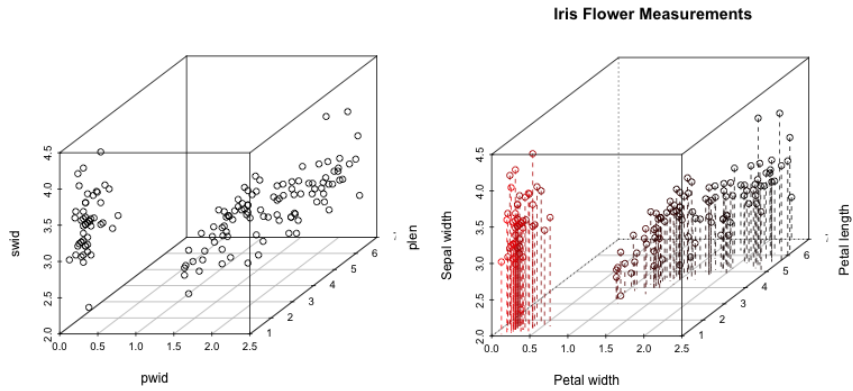 Iris Flower Measurements
4.5
4.0
3.5
3.0
2.5
2.0
swid
0.0 0.5 1.0 1.5 2.0 2.5
pwid
1 2 3 4 5 6
plen
4.5
4.0
3.5
3.0
2.5
2.0
Sepal width
0.0 0.5 1.0 1.5 2.0 2.5
Petal width
1 2 3 4 5 6
Petal length